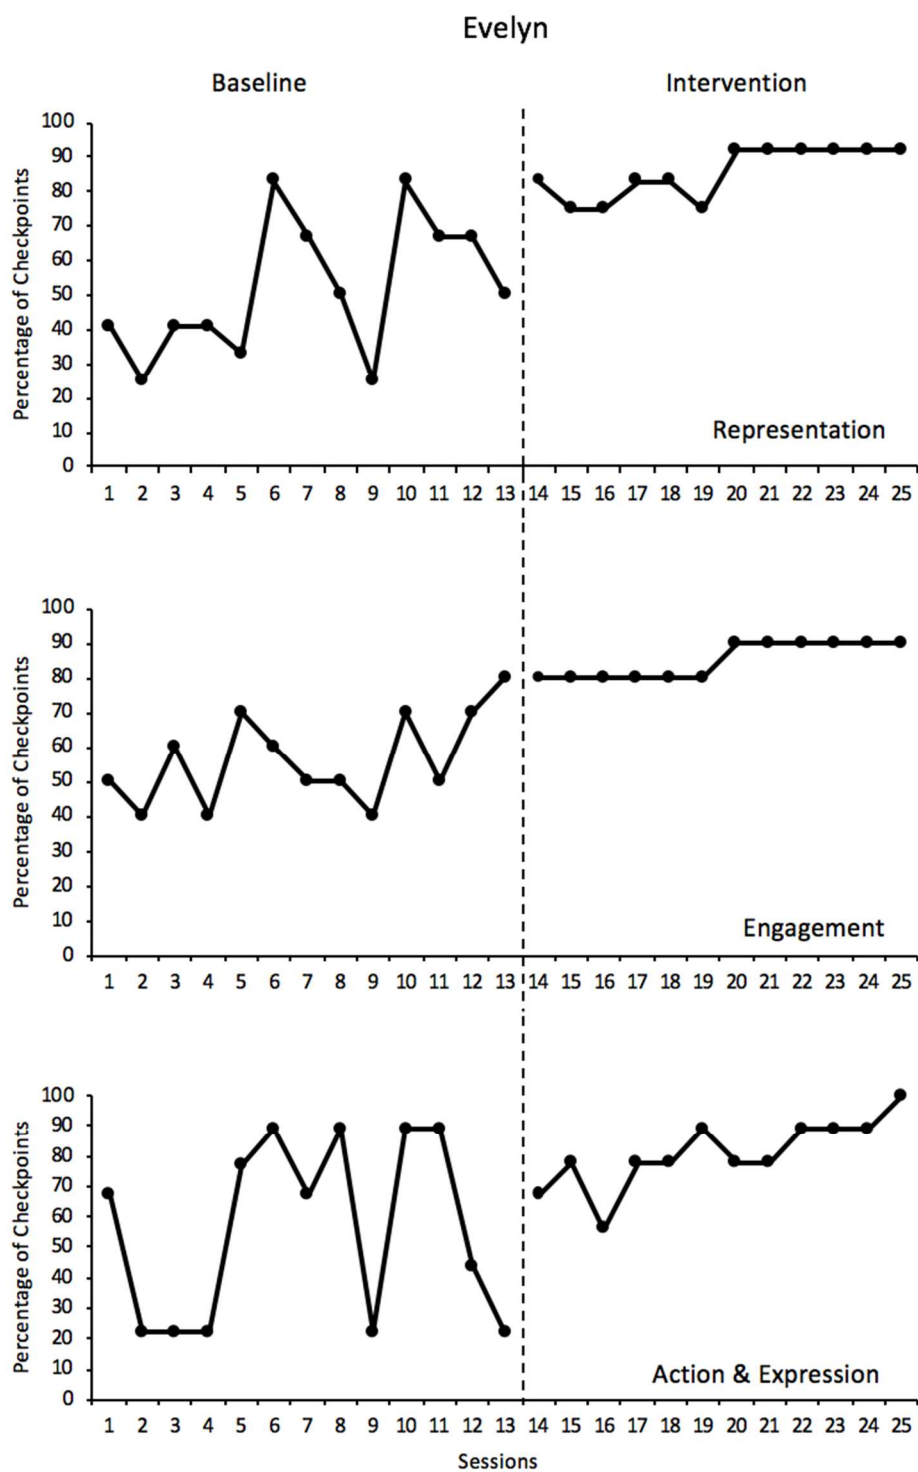 Evelyn
Baseline Intervention
Percentage of Checkpoints
100
90
80
70
60
50
40
30
20
10
0
Representation
1 2 3 4 5 6 7 8 9 10 11 12 13 14 15 16 17 18 19 20 21 22 23 24 25
Percentage of Checkpoints
100
90
80
70
60
50
40
30
20
10
0
Engagement
1 2 3 4 5 6 7 8 9 10 11 12 13 14 15 16 17 18 19 20 21 22 23 24 25
Percentage of Checkpoints
100
90
80
70
60
50
40
30
20
10
0
Action & Expression
1 2 3 4 5 6 7 8 9 10 11 12 13 14 15 16 17 18 19 20 21 22 23 24 25
Sessions